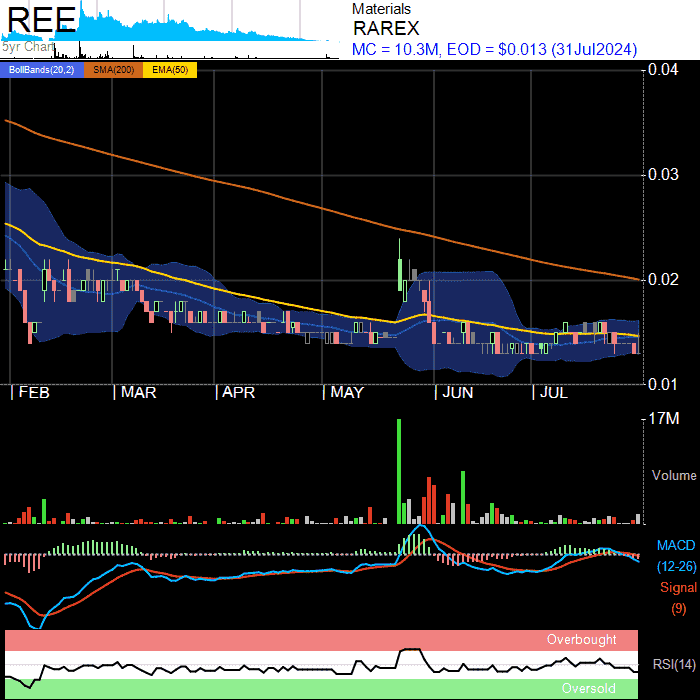 REE
5yr Chart
Materials
RAREX
MC = 10.3M, EOD = $0.013 (31Jul2024)
BollBands(20,2) SMA(200) EMA(50)
0.04
0.03
0.02
0.01
FEB MAR APR MAY JUN JUL
17M
Volume
MACD
(12-26)
Signal
(9)
Overbought
RSI(14)
Oversold